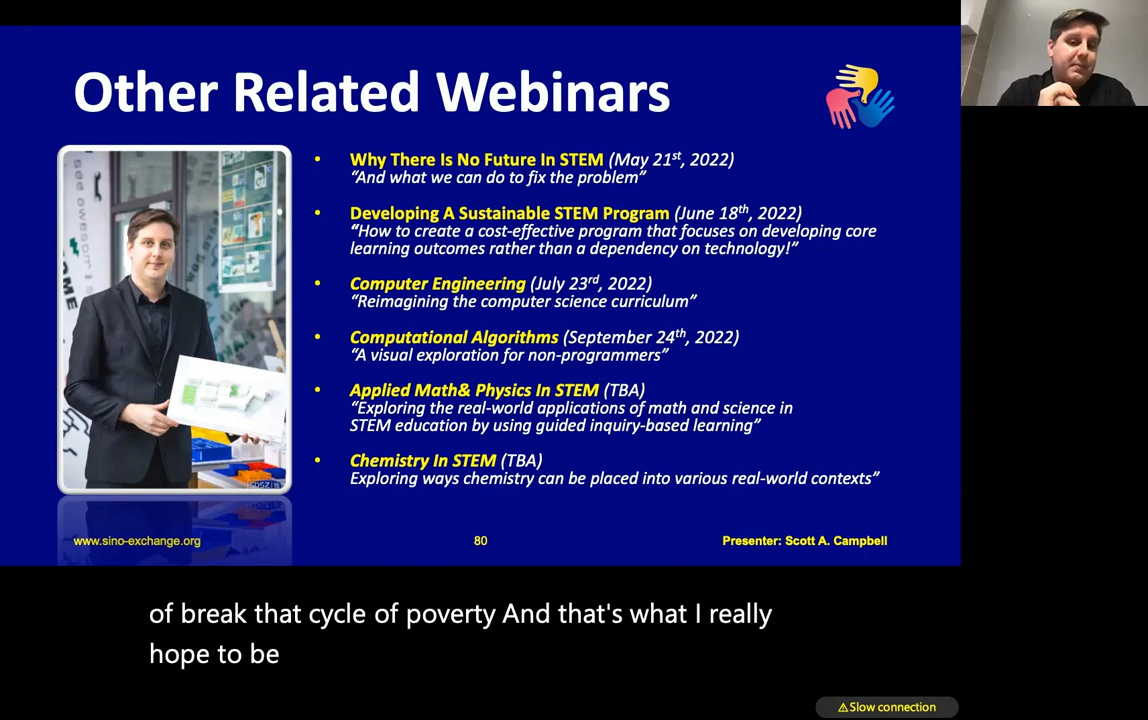 Other Related Webinars
• Why There Is No Future In STEM (May 21st, 2022)
“And what we can do to fix the problem”
• Developing A Sustainable STEM Program (June 18th, 2022)
“How to create a cost-effective program that focuses on developing core
learning outcomes rather than a dependency on technology!”
• Computer Engineering (July 23rd, 2022)
“Reimagining the computer science curriculum”
• Computational Algorithms (September 24th, 2022)
“A visual exploration for non-programmers”
• Applied Math& Physics In STEM (TBA)
“Exploring the real-world applications of math and science in
STEM education by using guided inquiry-based learning”
• Chemistry In STEM (TBA)
Exploring ways chemistry can be placed into various real-world contexts”
www.sino-exchange.org
80
Presenter: Scott A. Campbell
of break that cycle of poverty And that's what I really
hope to be
⚠Slow connection